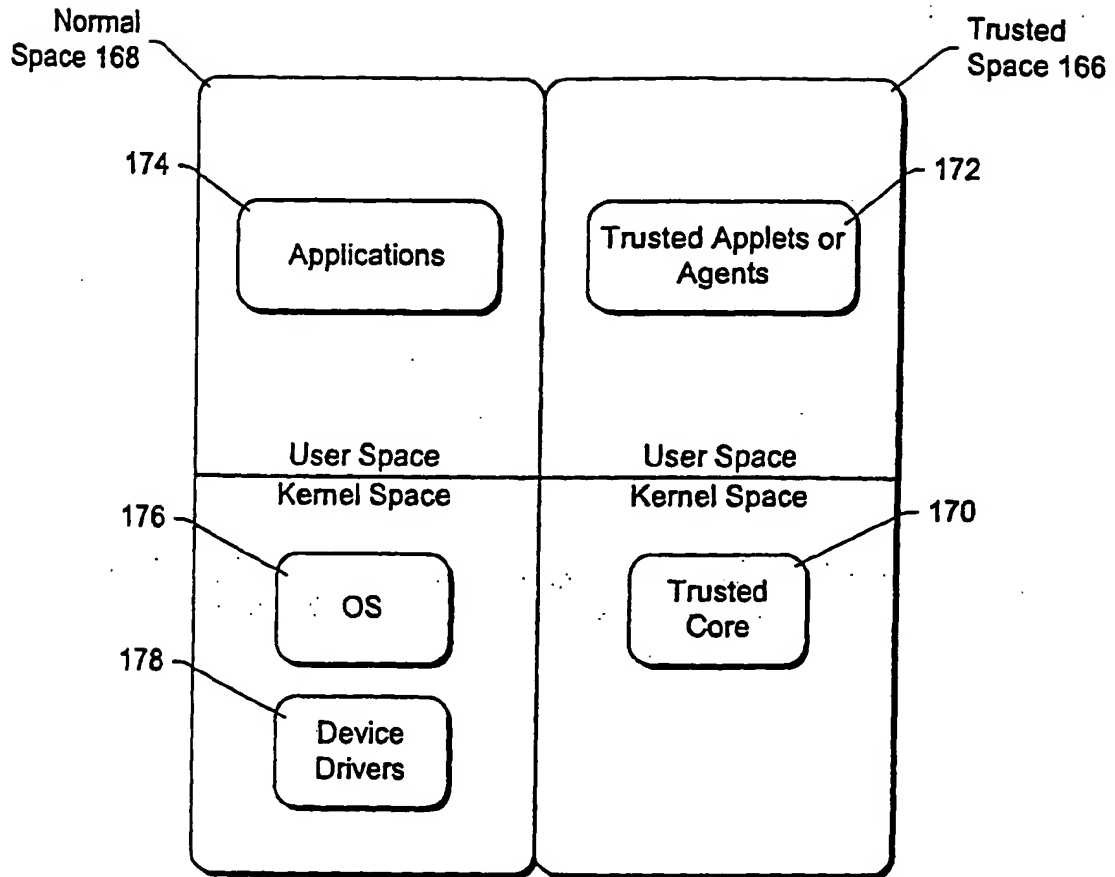 Normal
Space 168
Trusted
Space 166
174
172
Applications
Trusted Applets or
Agents
User Space
User Space
Kernel Space
Kernel Space
176
170
OS
Trusted
Core
178
Device
Drivers